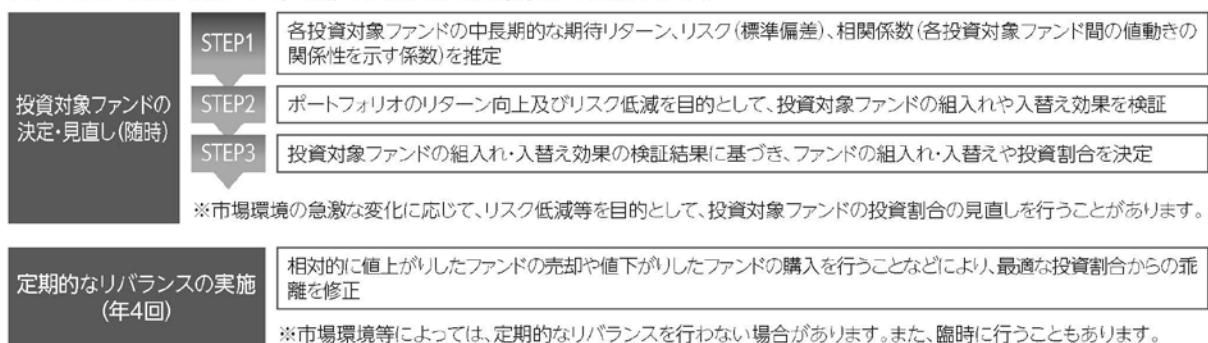 投資対象ファンドの
決定・見直し(随時)
STEP1
各投資対象ファンドの中長期的な期待リターン、リスク(標準偏差)、相関係数(各投資対象ファンド間の値動きの
関係性を示す係数)を推定
STEP2
ポートフォリオのリターン向上及びリスク低減を目的として、投資対象ファンドの組入れや入替え効果を検証
STEP3
投資対象ファンドの組入れ・入替え効果の検証結果に基づき、ファンドの組入れ・入替えや投資割合を決定
※市場環境の急激な変化に応じて、リスク低減等を目的として、投資対象ファンドの投資割合の見直しを行うことがあります。
定期的なリバランスの実施
(年4回)
相対的に値上がりしたファンドの売却や値下がりしたファンドの購入を行うことなどにより、最適な投資割合からの乖
離を修正
※市場環境等によっては、定期的なリバランスを行わない場合があります。また、臨時に行うこともあります。